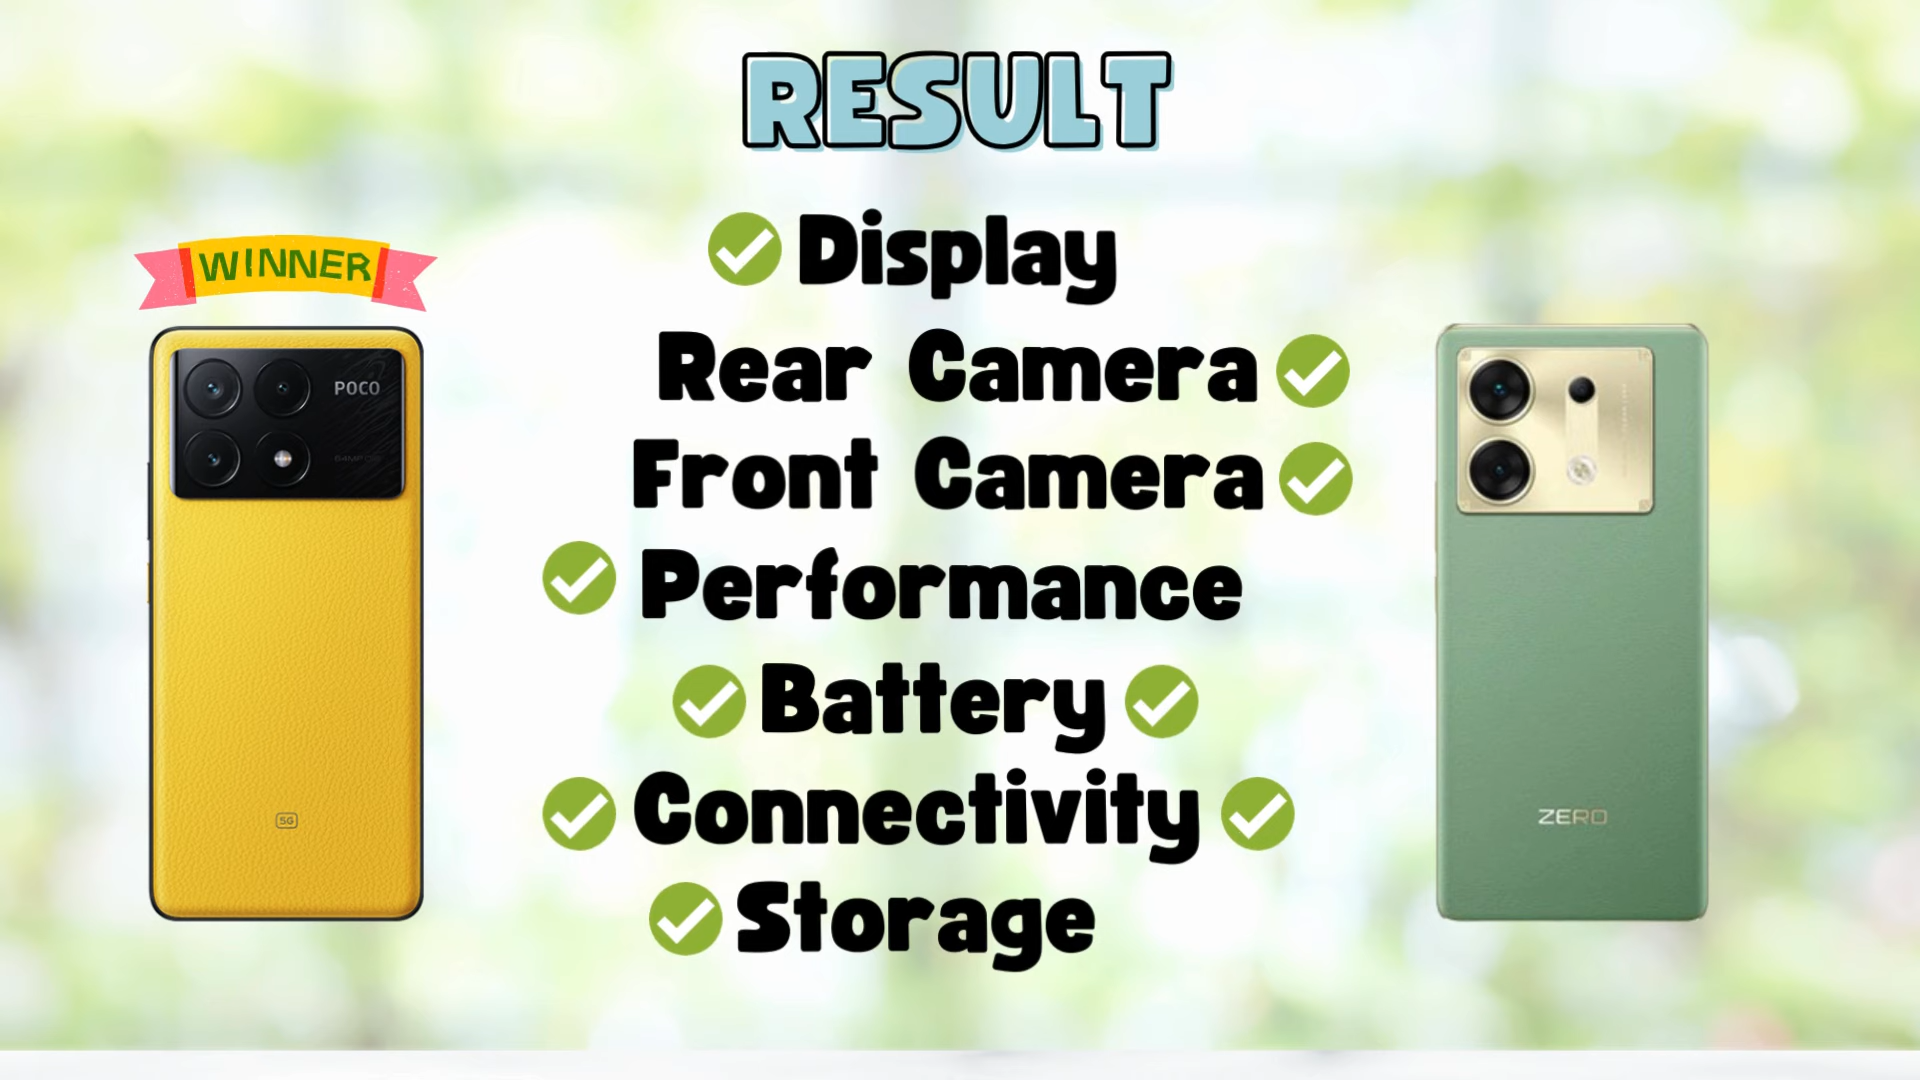 RESULT
Display
WINNER
Rear Camera
POCO
Front Camera
Performance
Battery
Connectivity
5G
ZERO
Storage